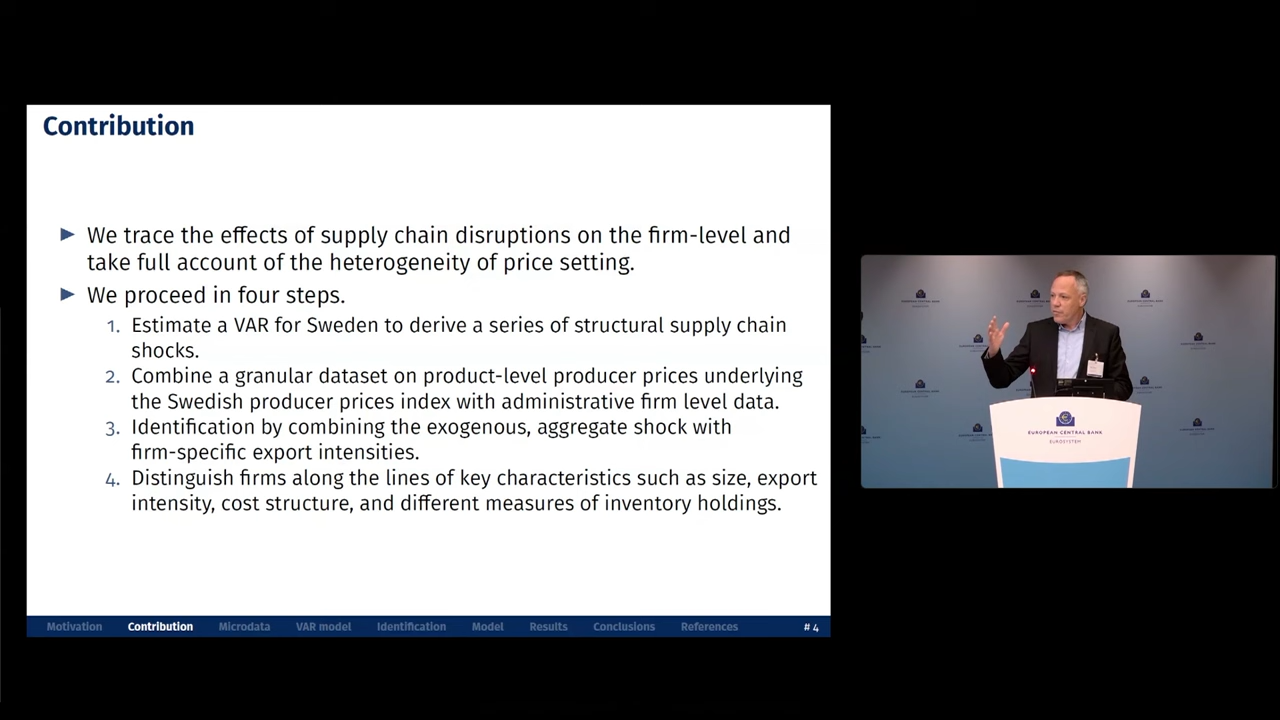 Contribution
▶ We trace the effects of supply chain disruptions on the firm-level and
take full account of the heterogeneity of price setting.
▶ We proceed in four steps.
1. Estimate a VAR for Sweden to derive a series of structural supply chain
shocks.
2. Combine a granular dataset on product-level producer prices underlying
the Swedish producer prices index with administrative firm level data.
3. Identification by combining the exogenous, aggregate shock with
firm-specific export intensities.
4. Distinguish firms along the lines of key characteristics such as size, export
intensity, cost structure, and different measures of inventory holdings.
Motivation Contribution Microdata VAR model Identification Model Results Conclusions References # 4
EUROPEAN CENTRAL BANK
EUROSYSTEM